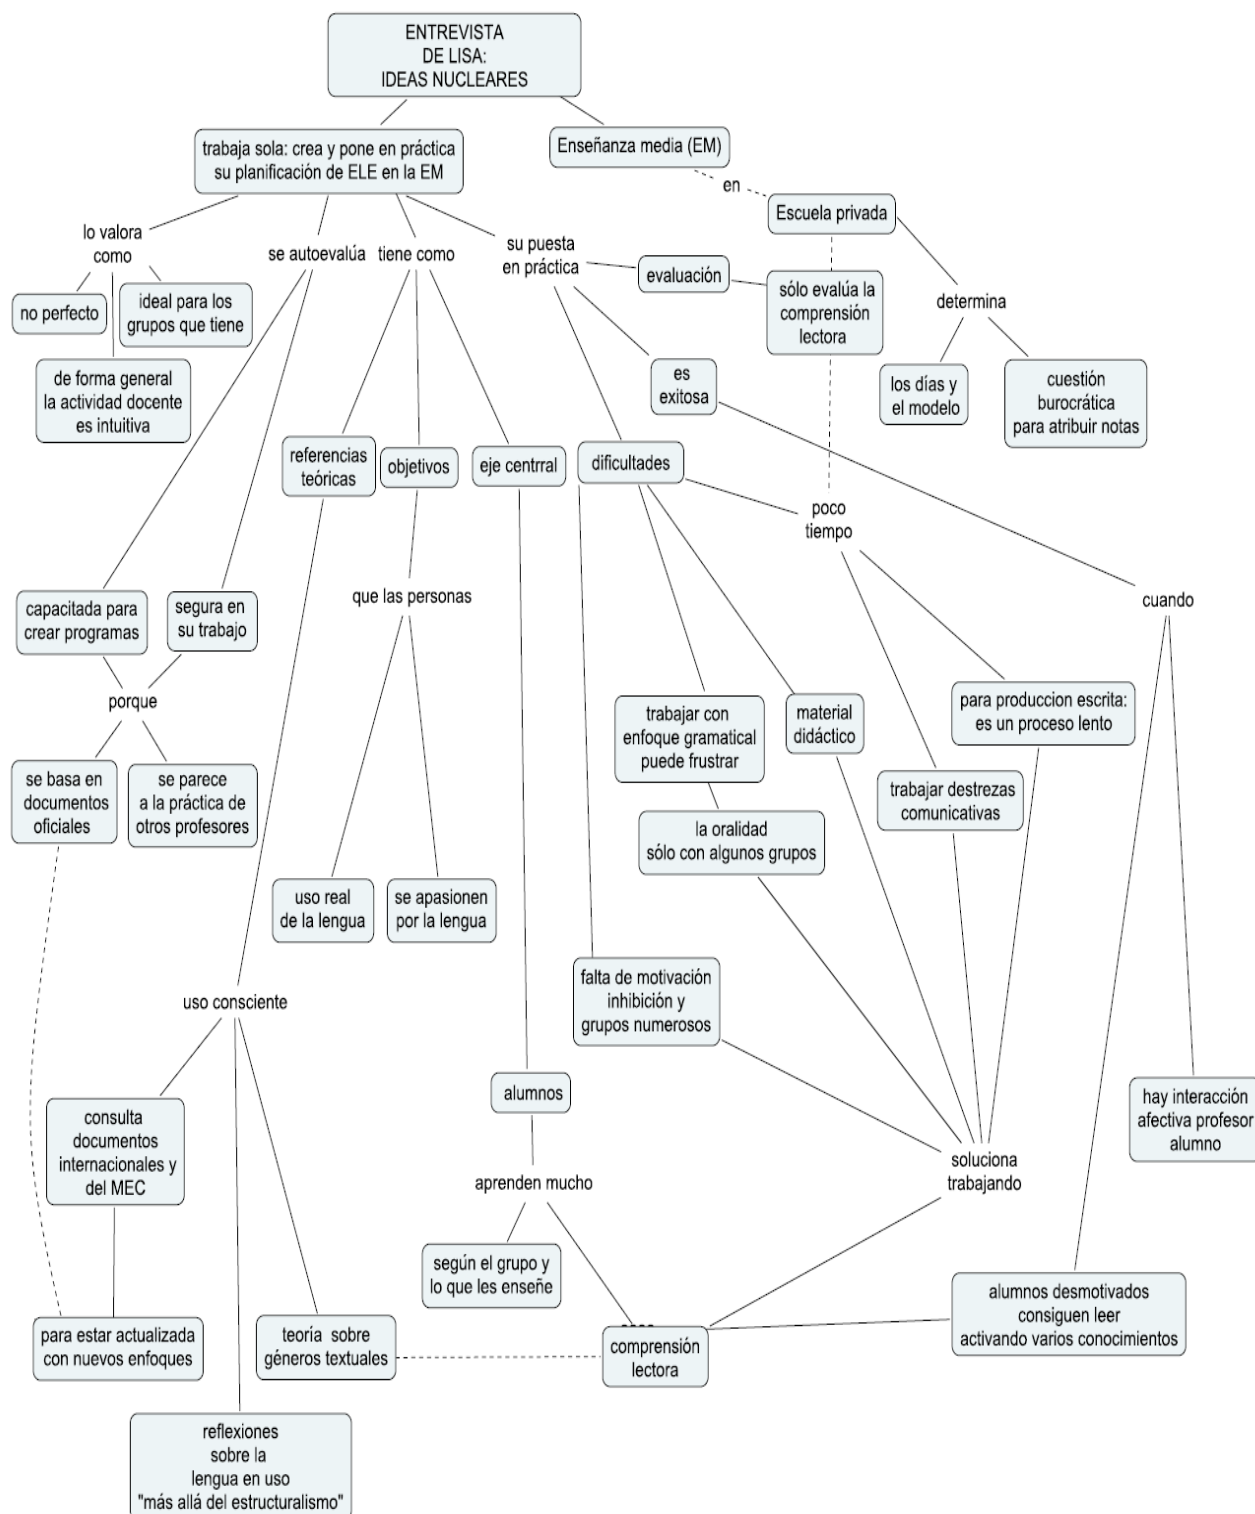 ENTREVISTA
DE LISA:
IDEAS NUCLEARES
trabaja sola: crea y pone en práctica
su planificación de ELE en la EM
Enseñanza media (EM)
en
Escuela privada
lo valora
como
se autoevalúa
tiene como
su puesta
en práctica
evaluación
sólo evalúa la
comprensión
lectora
determina
no perfecto
ideal para los
grupos que tiene
de forma general
la actividad docente
es intuitiva
es
exitosa
los días y
el modelo
cuestión
burocrática
para atribuir notas
referencias
teóricas
objetivos
eje centrral
dificultades
poco
tiempo
capacitada para
crear programas
segura en
su trabajo
que las personas
cuando
porque
trabajar con
enfoque gramatical
puede frustrar
material
didáctico
para produccion escrita:
es un proceso lento
se basa en
documentos
oficiales
se parece
a la práctica de
otros profesores
trabajar destrezas
comunicativas
la oralidad
sólo con algunos grupos
uso real
de la lengua
se apasionen
por la lengua
falta de motivación
inhibición y
grupos numerosos
uso consciente
alumnos
hay interacción
afectiva profesor
alumno
consulta
documentos
internacionales y
del MEC
aprenden mucho
soluciona
trabajando
según el grupo y
lo que les enseñe
alumnos desmotivados
consiguen leer
activando varios conocimientos
para estar actualizada
con nuevos enfoques
teoría sobre
géneros textuales
comprensión
lectora
reflexiones
sobre la
lengua en uso
"más allá del estructuralismo"